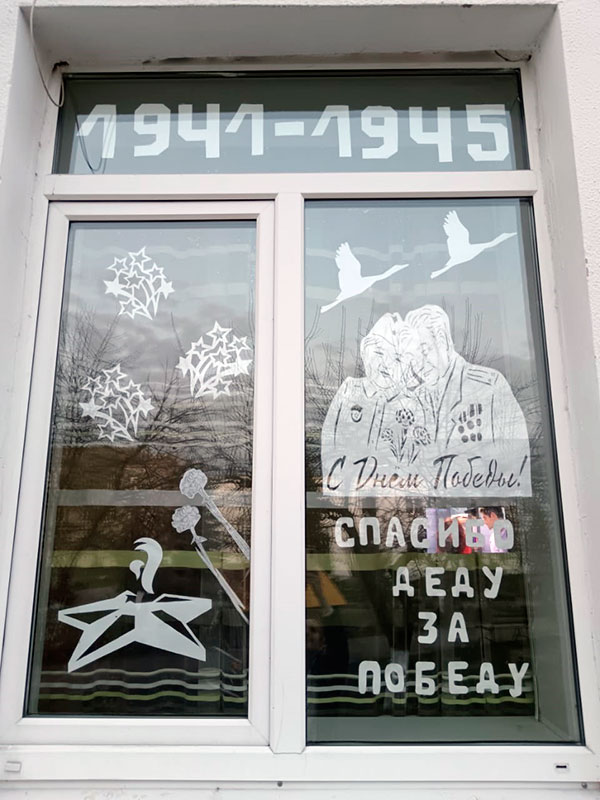 1941-1945
С Днем Победы!
СПАСИБО
ДЕДУ
ЗА
ПОБЕДУ